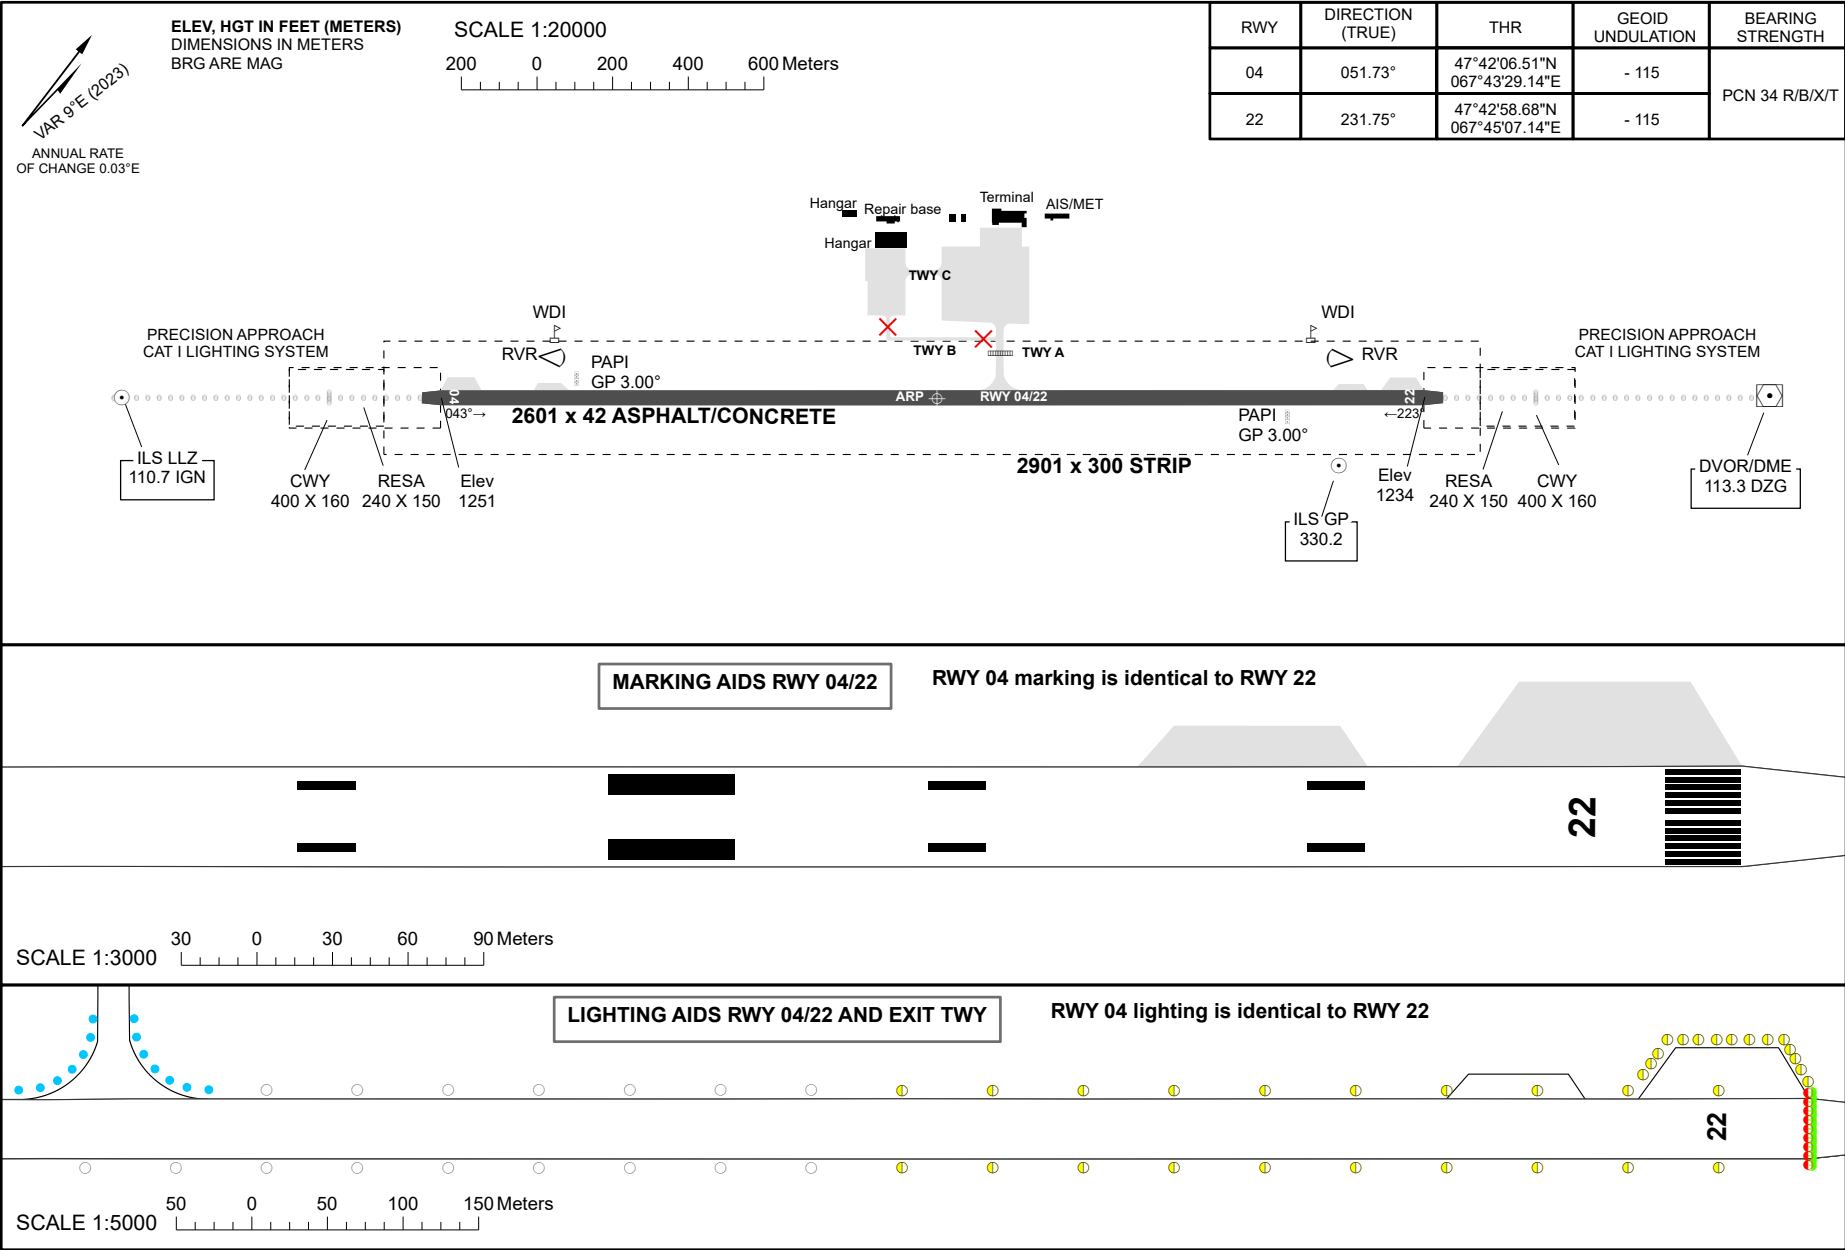 ELEV, HGT IN FEET (METERS)
DIMENSIONS IN METERS
BRG ARE MAG
SCALE 1:20000
200 0 200 400 600 Meters
VAR 9°E (2023)
ANNUAL RATE
OF CHANGE 0.03°E
RWY
DIRECTION
(TRUE)
THR
GEOID
UNDULATION
BEARING
STRENGTH
04
051.73°
47°42'06.51"N
067°43'29.14"E
- 115
22
231.75°
47°42'58.68"N
067°45'07.14"E
- 115
PCN 34 R/B/X/T
Hangar
Repair base
Terminal
AIS/MET
Hangar
TWY C
WDI
WDI
PRECISION APPROACH
CAT I LIGHTING SYSTEM
PRECISION APPROACH
CAT I LIGHTING SYSTEM
RVR
PAPI
GP 3.00°
TWY B
TWY A
RVR
04
043°→
ARP
RWY 04/22
22
←223°
2601 x 42 ASPHALT/CONCRETE
PAPI
GP 3.00°
2901 x 300 STRIP
ILS LLZ
110.7 IGN
CWY
400 X 160
RESA
240 X 150
Elev
1251
ILS GP
330.2
Elev
1234
RESA
240 X 150
CWY
400 X 160
DVOR/DME
113.3 DZG
MARKING AIDS RWY 04/22
RWY 04 marking is identical to RWY 22
22
SCALE 1:3000
30 0 30 60 90 Meters
LIGHTING AIDS RWY 04/22 AND EXIT TWY
RWY 04 lighting is identical to RWY 22
22
SCALE 1:5000
50 0 50 100 150 Meters